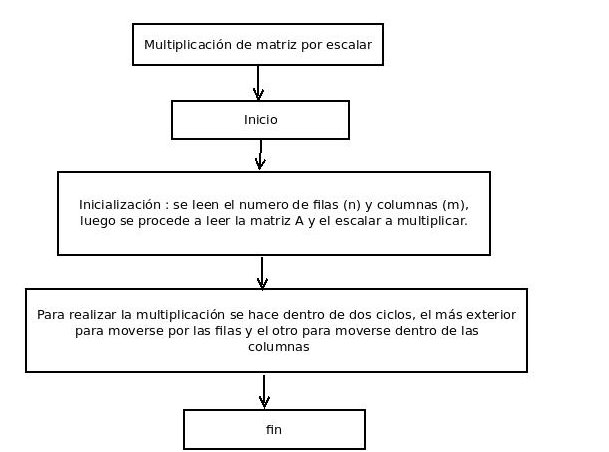 Multiplicación de matriz por escalar
Inicio
Inicialización : se leen el numero de filas (n) y columnas (m),
luego se procede a leer la matriz A y el escalar a multiplicar.
Para realizar la multiplicación se hace dentro de dos ciclos, el más exterior
para moverse por las filas y el otro para moverse dentro de las
columnas
fin